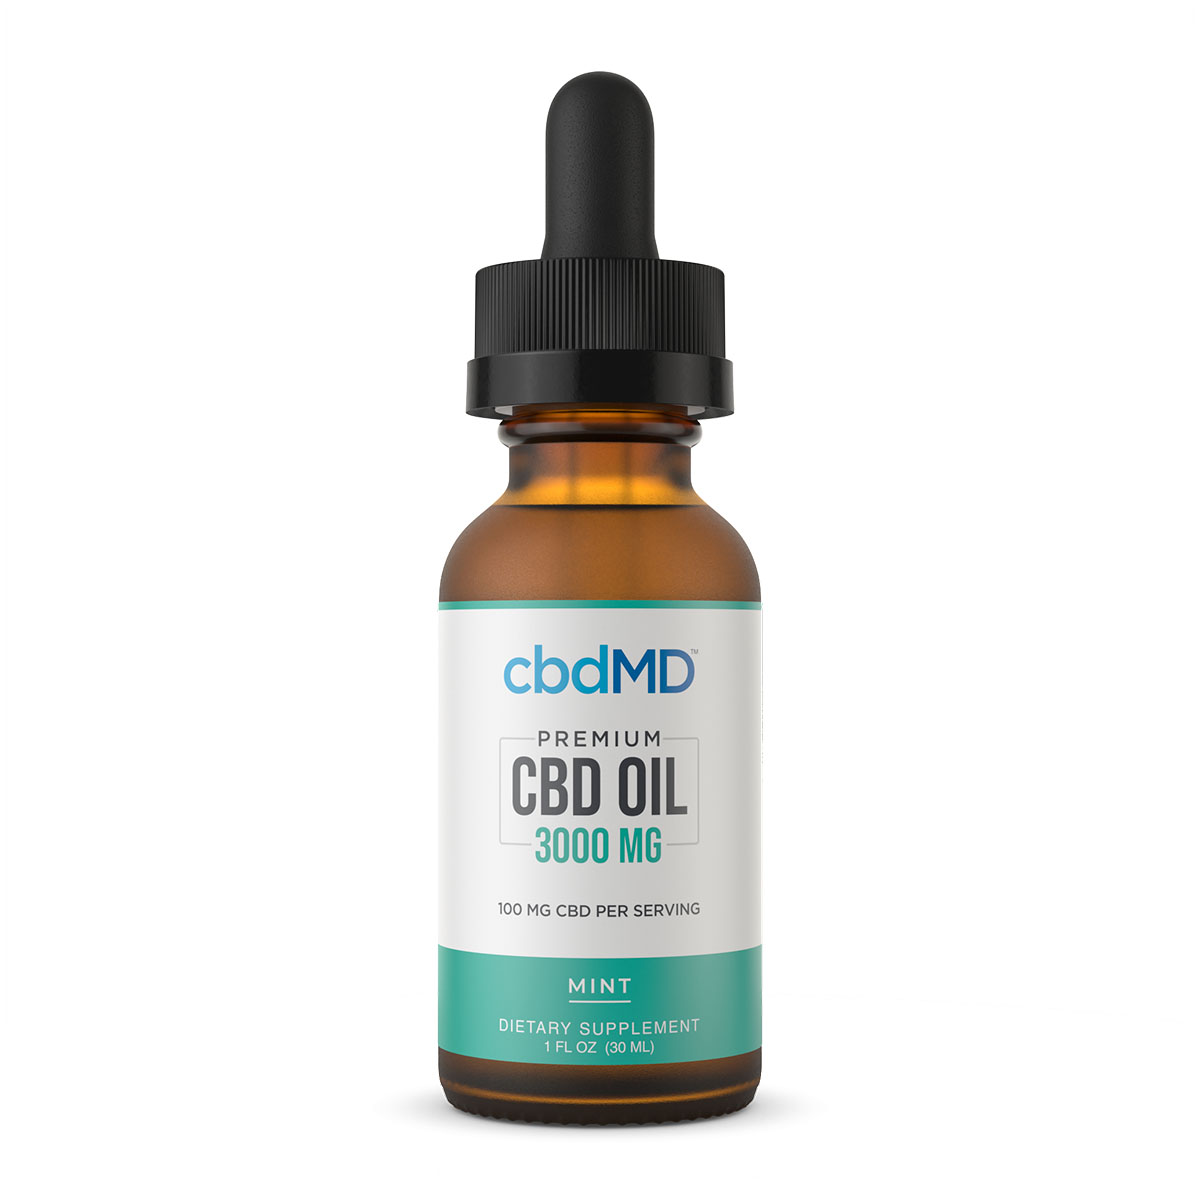 cbdMD™
PREMIUM
CBD OIL
3000 MG
100 MG CBD PER SERVING
MINT
DIETARY SUPPLEMENT
1 FL OZ (30 ML)